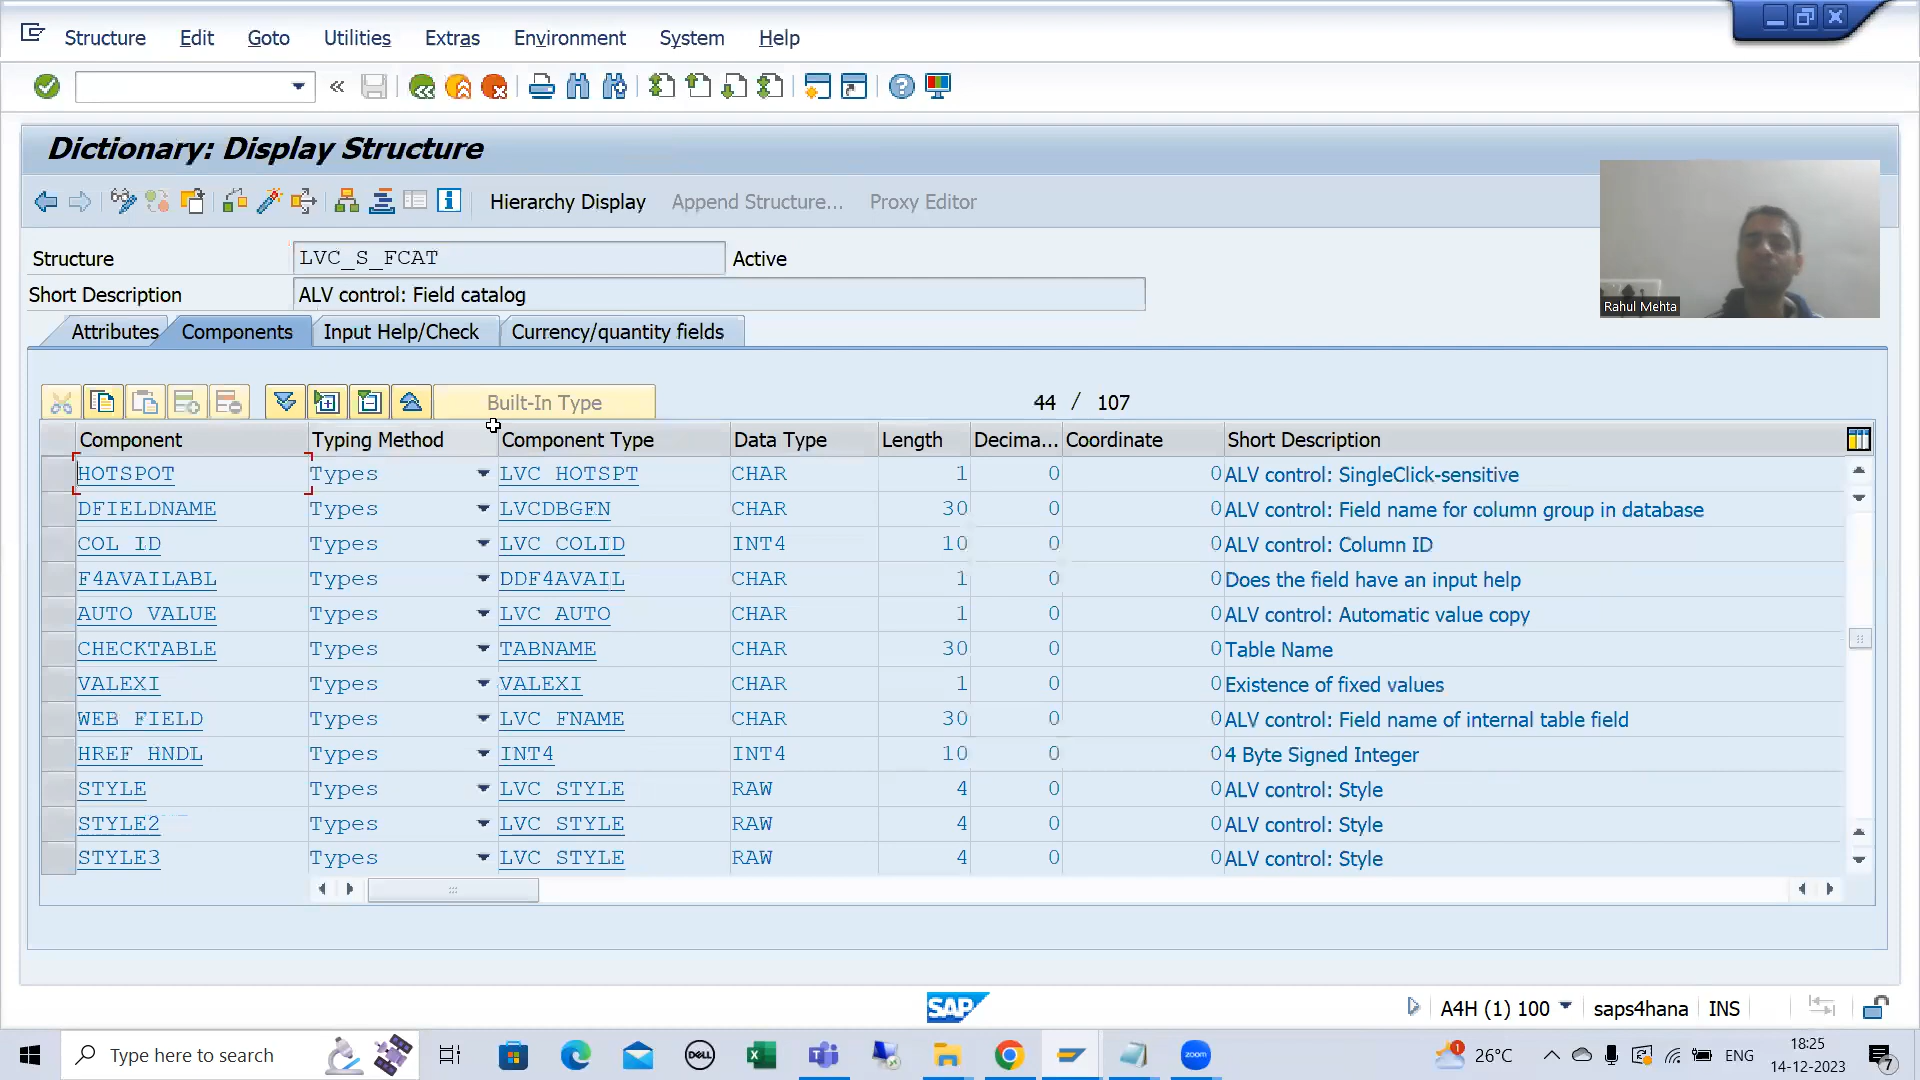 Structure Edit Goto Utilities Extras Environment System Help
Dictionary: Display Structure
Hierarchy Display Append Structure... Proxy Editor
Structure LVC_S_FCAT Active
Short Description ALV control: Field catalog
Rahul Mehta
Attributes Components Input Help/Check Currency/quantity fields
Built-In Type 44 / 107
Component Typing Method Component Type Data Type Length Decima... Coordinate Short Description
HOTSPOT Types LVC_HOTSPT CHAR 1 0 0 ALV control: SingleClick-sensitive
DFIELDNAME Types LVCDBGFN CHAR 30 0 0 ALV control: Field name for column group in database
COL_ID Types LVC_COLID INT4 10 0 0 ALV control: Column ID
F4AVAILABL Types DDF4AVAIL CHAR 1 0 0 Does the field have an input help
AUTO_VALUE Types LVC_AUTO CHAR 1 0 0 ALV control: Automatic value copy
CHECKTABLE Types TABNAME CHAR 30 0 0 Table Name
VALEXI Types VALEXI CHAR 1 0 0 Existence of fixed values
WEB_FIELD Types LVC_FNAME CHAR 30 0 0 ALV control: Field name of internal table field
HREF_HNDL Types INT4 INT4 10 0 0 4 Byte Signed Integer
STYLE Types LVC_STYLE RAW 4 0 0 ALV control: Style
STYLE2 Types LVC_STYLE RAW 4 0 0 ALV control: Style
STYLE3 Types LVC_STYLE RAW 4 0 0 ALV control: Style
SAP A4H (1) 100 saps4hana INS
Type here to search DELL zoom 1 26°C ENG 18:25
14-12-2023 7